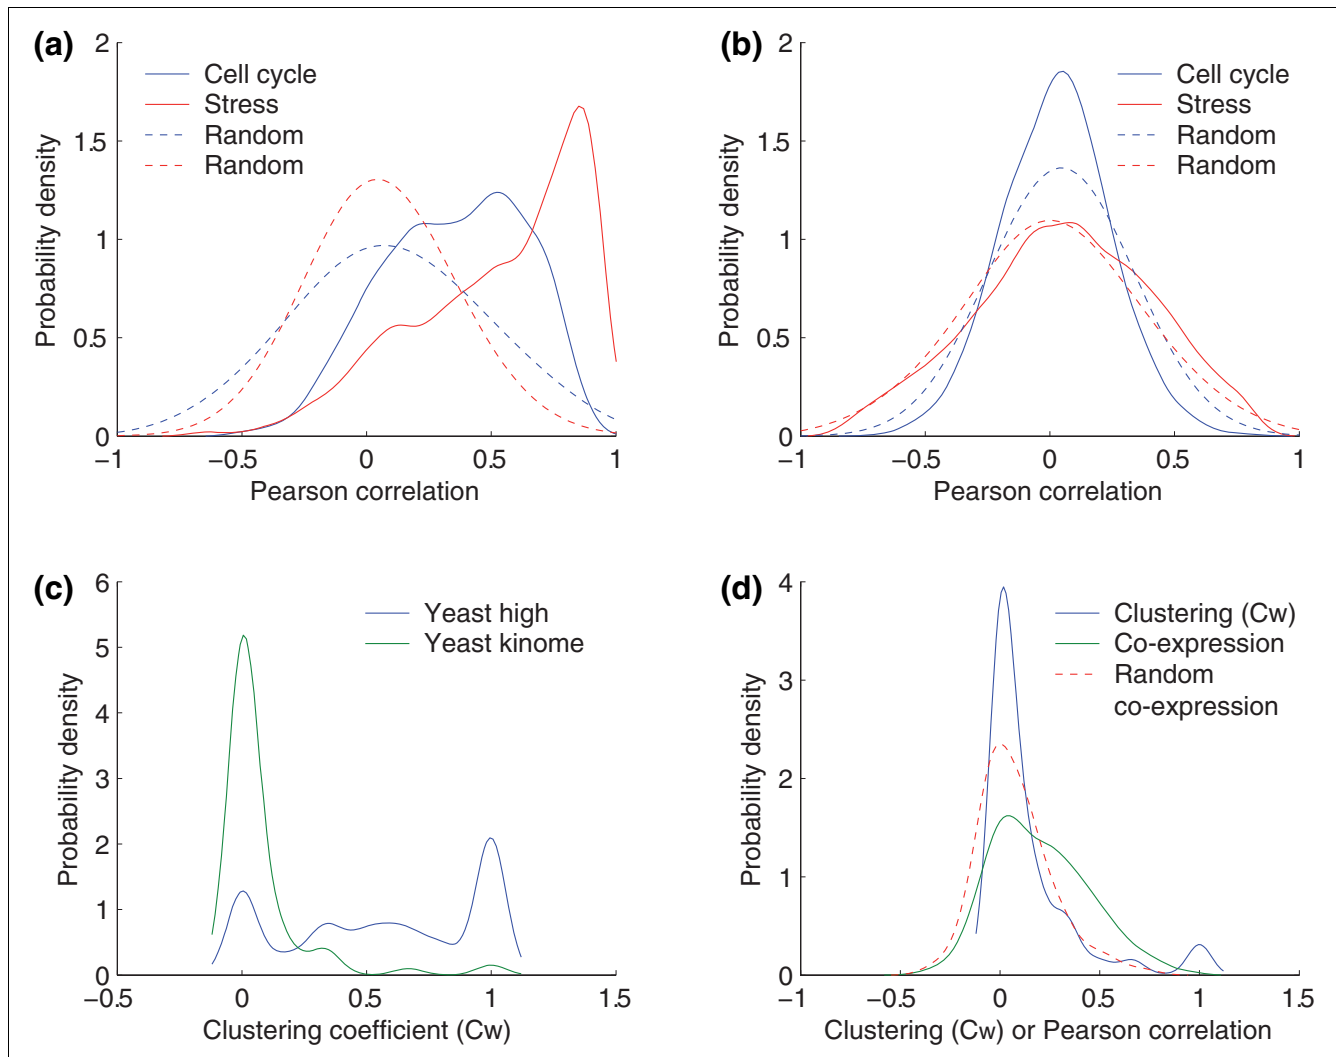 (a)
2
1.5
1
0.5
0
−1
−0.5
0
0.5
1
Probability density
Pearson correlation
Cell cycle
Stress
Random
Random
(b)
2
1.5
1
0.5
0
−1
−0.5
0
0.5
1
Probability density
Pearson correlation
Cell cycle
Stress
Random
Random
(c)
6
5
4
3
2
1
0
−0.5
0
0.5
1
1.5
Probability density
Clustering coefficient (Cw)
Yeast high
Yeast kinome
(d)
4
3
2
1
0
−1
−0.5
0
0.5
1
1.5
Probability density
Clustering (Cw) or Pearson correlation
Clustering (Cw)
Co-expression
Random
co-expression